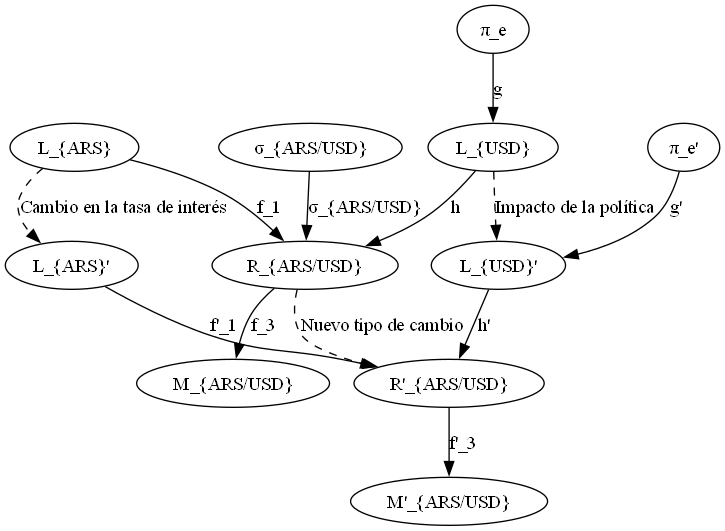 π_e
g
L_{ARS}
σ_{ARS/USD}
L_{USD}
π_e'
Cambio en la tasa de interés
f_1
σ_{ARS/USD}
h
Impacto de la política
g'
L_{ARS}'
R_{ARS/USD}
L_{USD}'
f'_1
f_3
Nuevo tipo de cambio
h'
M_{ARS/USD}
R'_{ARS/USD}
f'_3
M'_{ARS/USD}